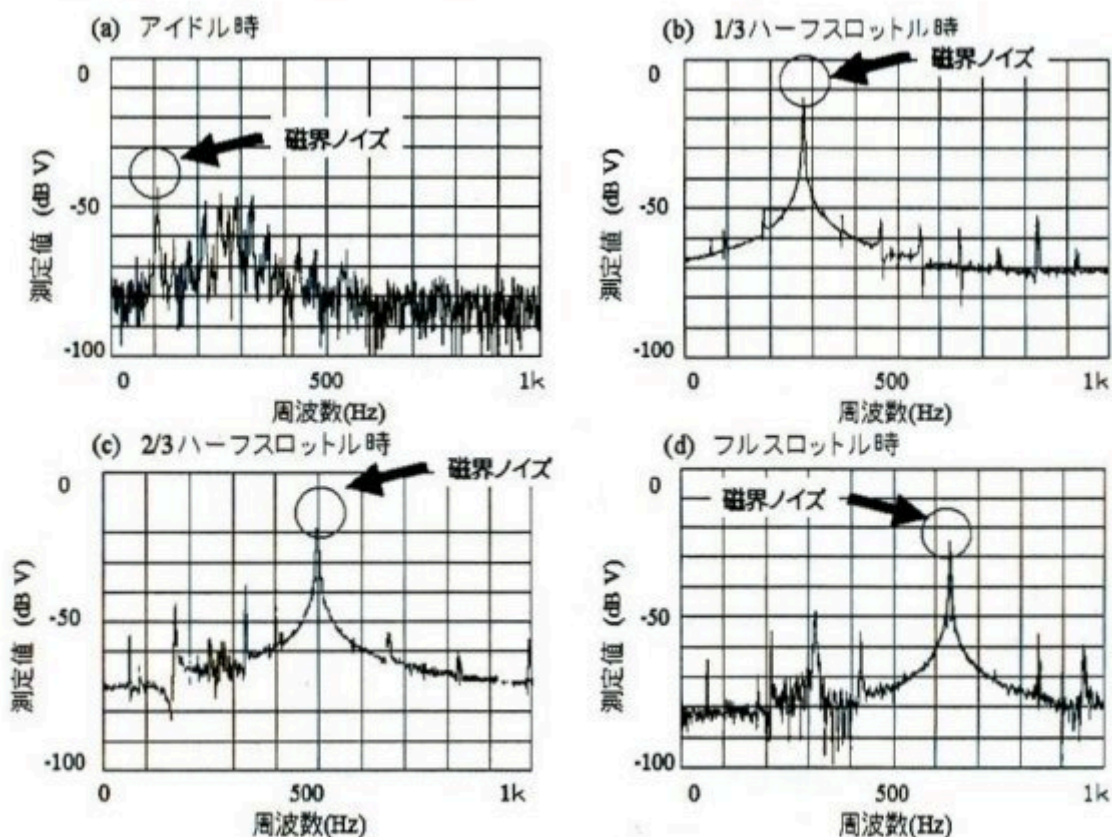 (a) アイドル時
0
磁界ノイズ
-50
-100
測定値 (dB V)
0 500 1k
周波数(Hz)
(b) 1/3ハーフスロットル時
0
磁界ノイズ
-50
-100
測定値 (dB V)
0 500 1k
周波数(Hz)
(c) 2/3ハーフスロットル時
0
磁界ノイズ
-50
-100
測定値 (dB V)
0 500 1k
周波数(Hz)
(d) フルスロットル時
0
磁界ノイズ
-50
-100
測定値 (dB V)
0 500 1k
周波数(Hz)